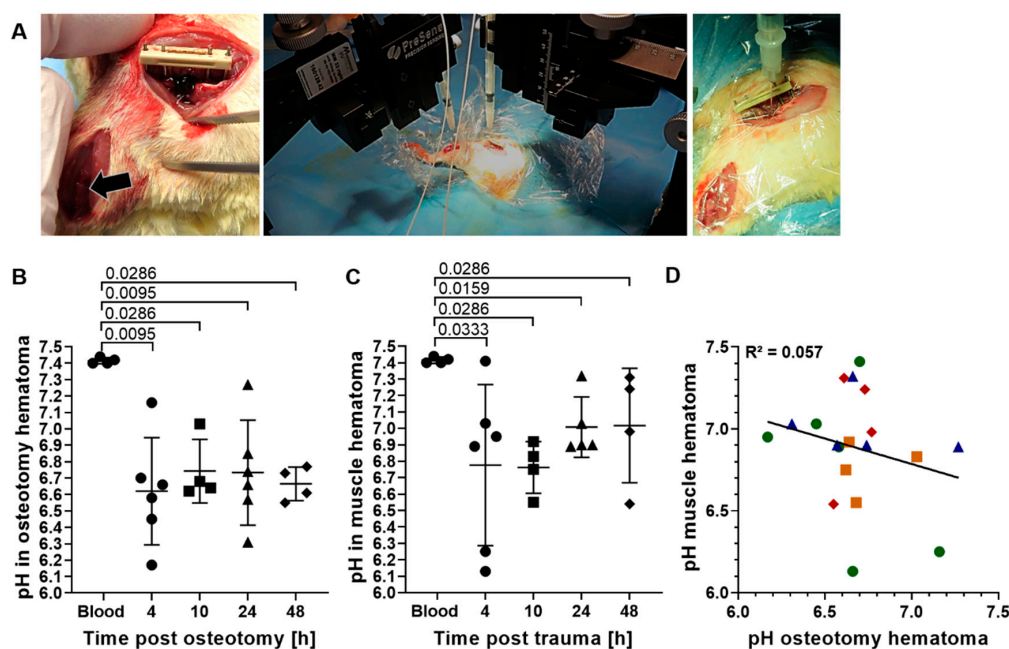 A
PreSens
PRECISION SENSING
B
0.0286
0.0095
0.0286
0.0095
7.5
7.4
7.3
7.2
7.1
7.0
6.9
6.8
6.7
6.6
6.5
6.4
6.3
6.2
6.1
6.0
pH in osteotomy hematoma
Blood 4 10 24 48
Time post osteotomy [h]
C
0.0286
0.0159
0.0286
0.0333
7.5
7.4
7.3
7.2
7.1
7.0
6.9
6.8
6.7
6.6
6.5
6.4
6.3
6.2
6.1
6.0
pH in muscle hematoma
Blood 4 10 24 48
Time post trauma [h]
D
R² = 0.057
7.5
7.0
6.5
6.0
pH muscle hematoma
6.0 6.5 7.0 7.5
pH osteotomy hematoma